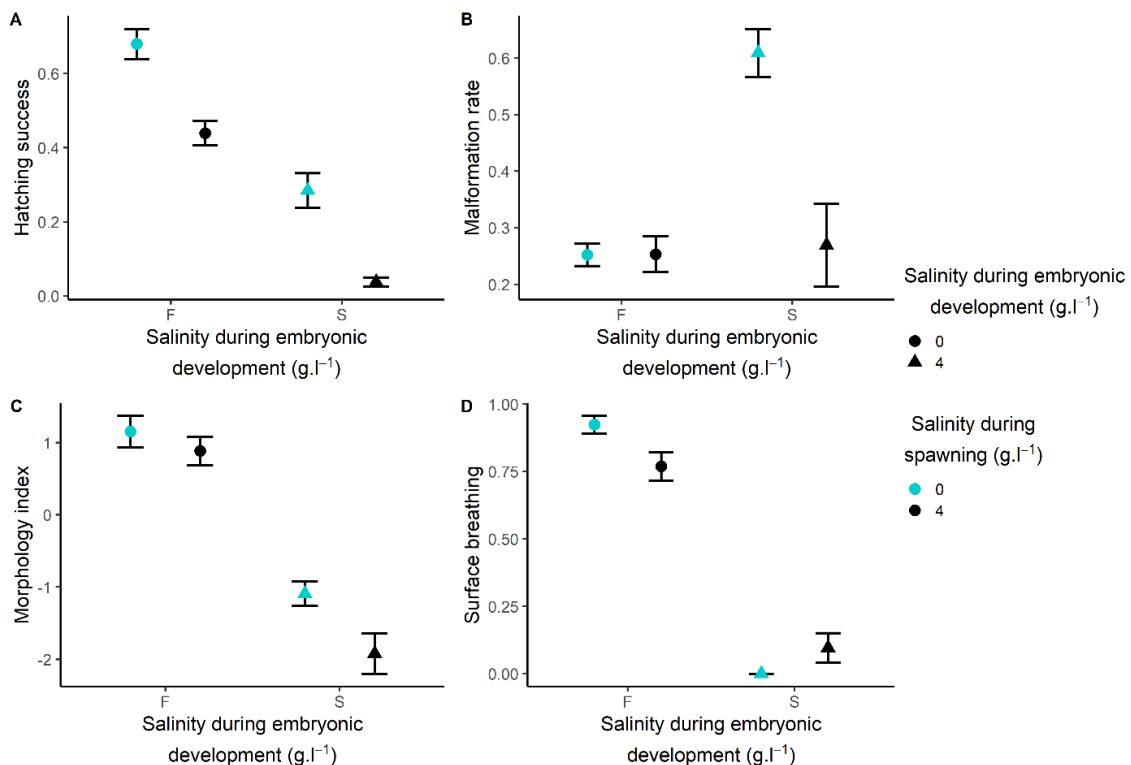 A
Hatching success
0.6
0.4
0.2
0.0
F
S
Salinity during embryonic
development (g.l⁻¹)
B
Malformation rate
0.6
0.5
0.4
0.3
0.2
F
S
Salinity during embryonic
development (g.l⁻¹)
C
Morphology index
1
0
-1
-2
F
S
Salinity during embryonic
development (g.l⁻¹)
D
Surface breathing
1.00
0.75
0.50
0.25
0.00
F
S
Salinity during embryonic
development (g.l⁻¹)
Salinity during embryonic
development (g.l⁻¹)
0
4
Salinity during
spawning (g.l⁻¹)
0
4